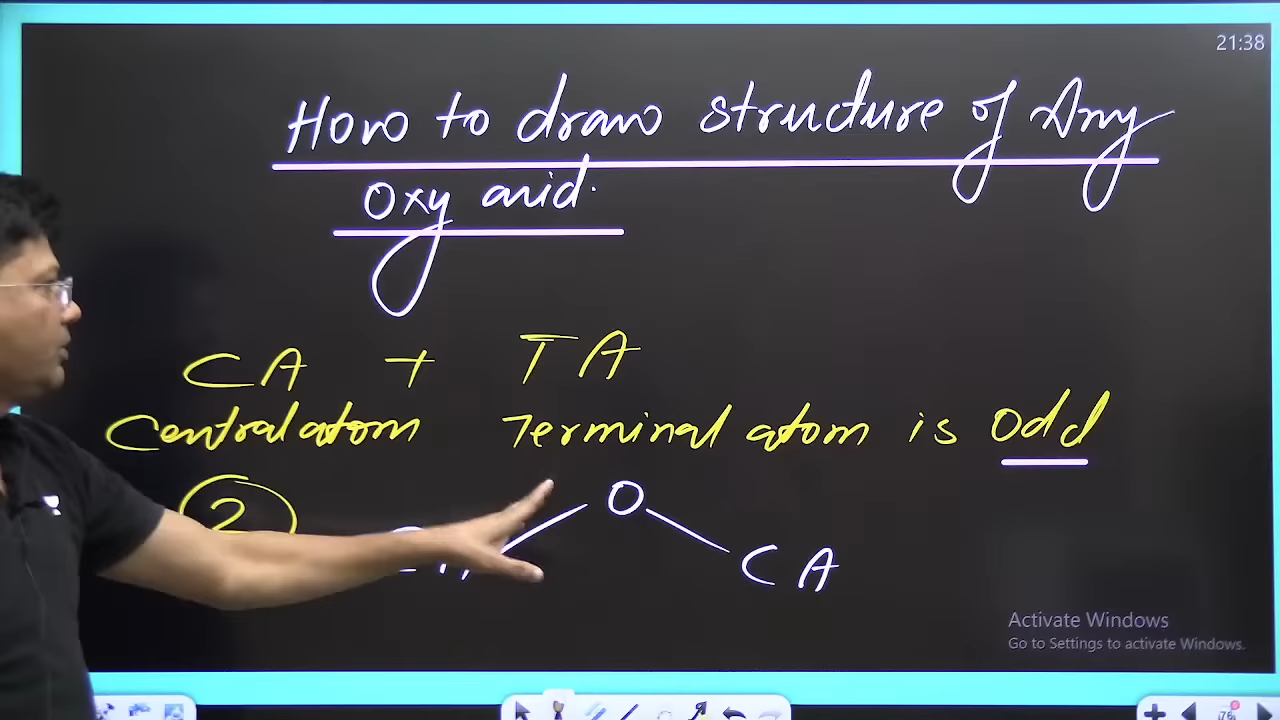 21:38
How to draw structure of Any
Oxy acid.
CA + TA
Central atom Terminal atom is Odd
2
O
CA
Activate Windows
Go to Settings to activate Windows.
76